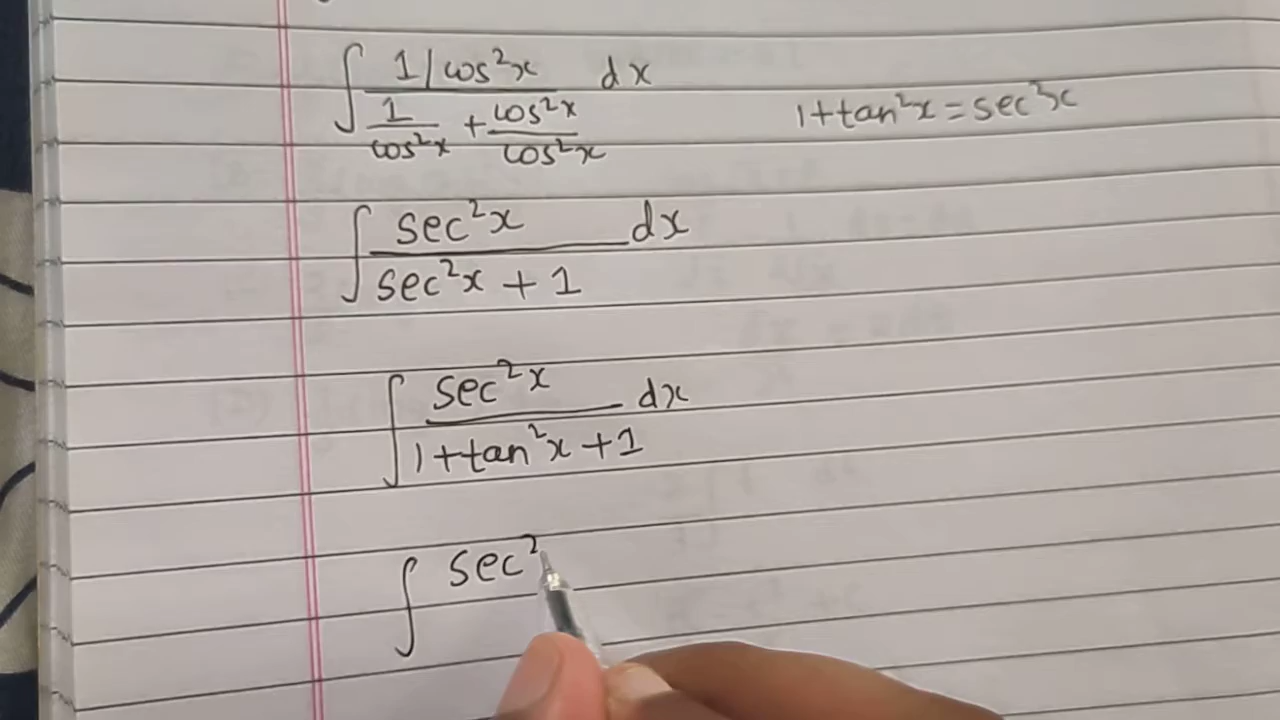 ∫ (1/cos²x) / (1/cos²x + cos²x/cos²x) dx
1+tan²x = sec²x
∫ sec²x / (sec²x + 1) dx
∫ sec²x / (1+tan²x+1) dx
∫ sec²